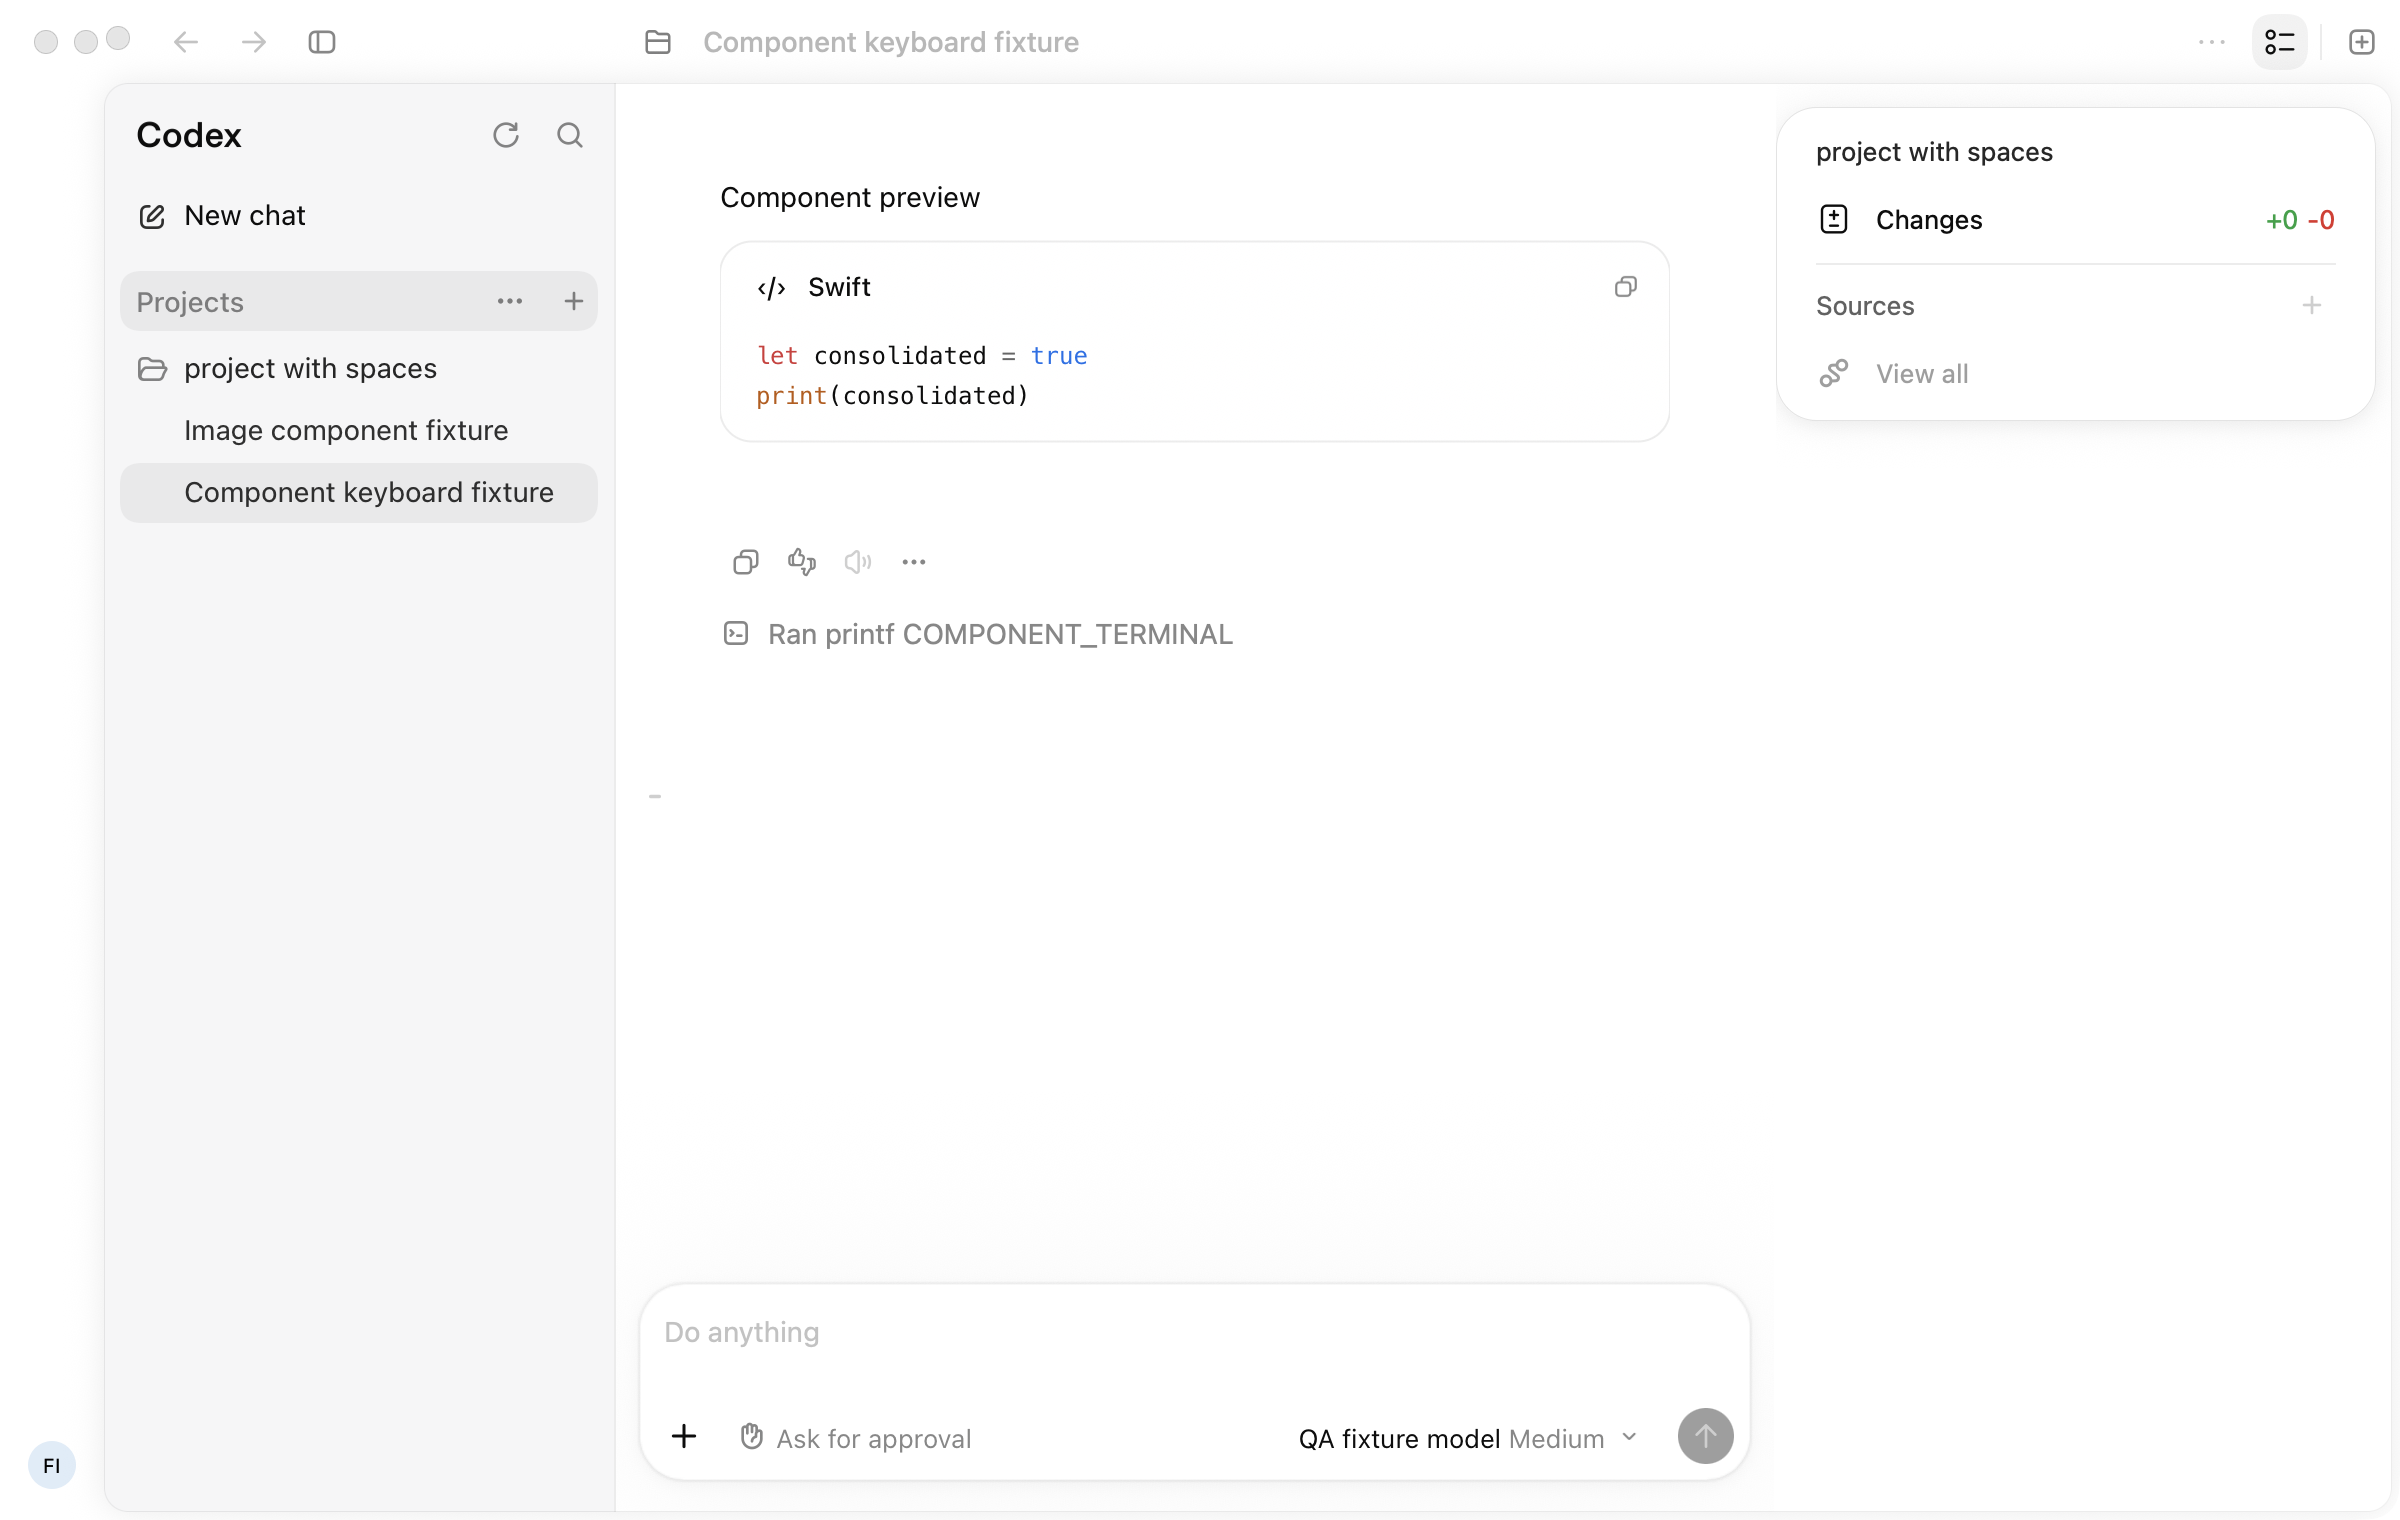 Component keyboard fixture
Codex
New chat
Projects
project with spaces
Image component fixture
Component keyboard fixture
FI
Component preview
</> Swift
let consolidated = true
print(consolidated)
Ran printf COMPONENT_TERMINAL
Do anything
Ask for approval
QA fixture model Medium
project with spaces
Changes +0 -0
Sources
View all